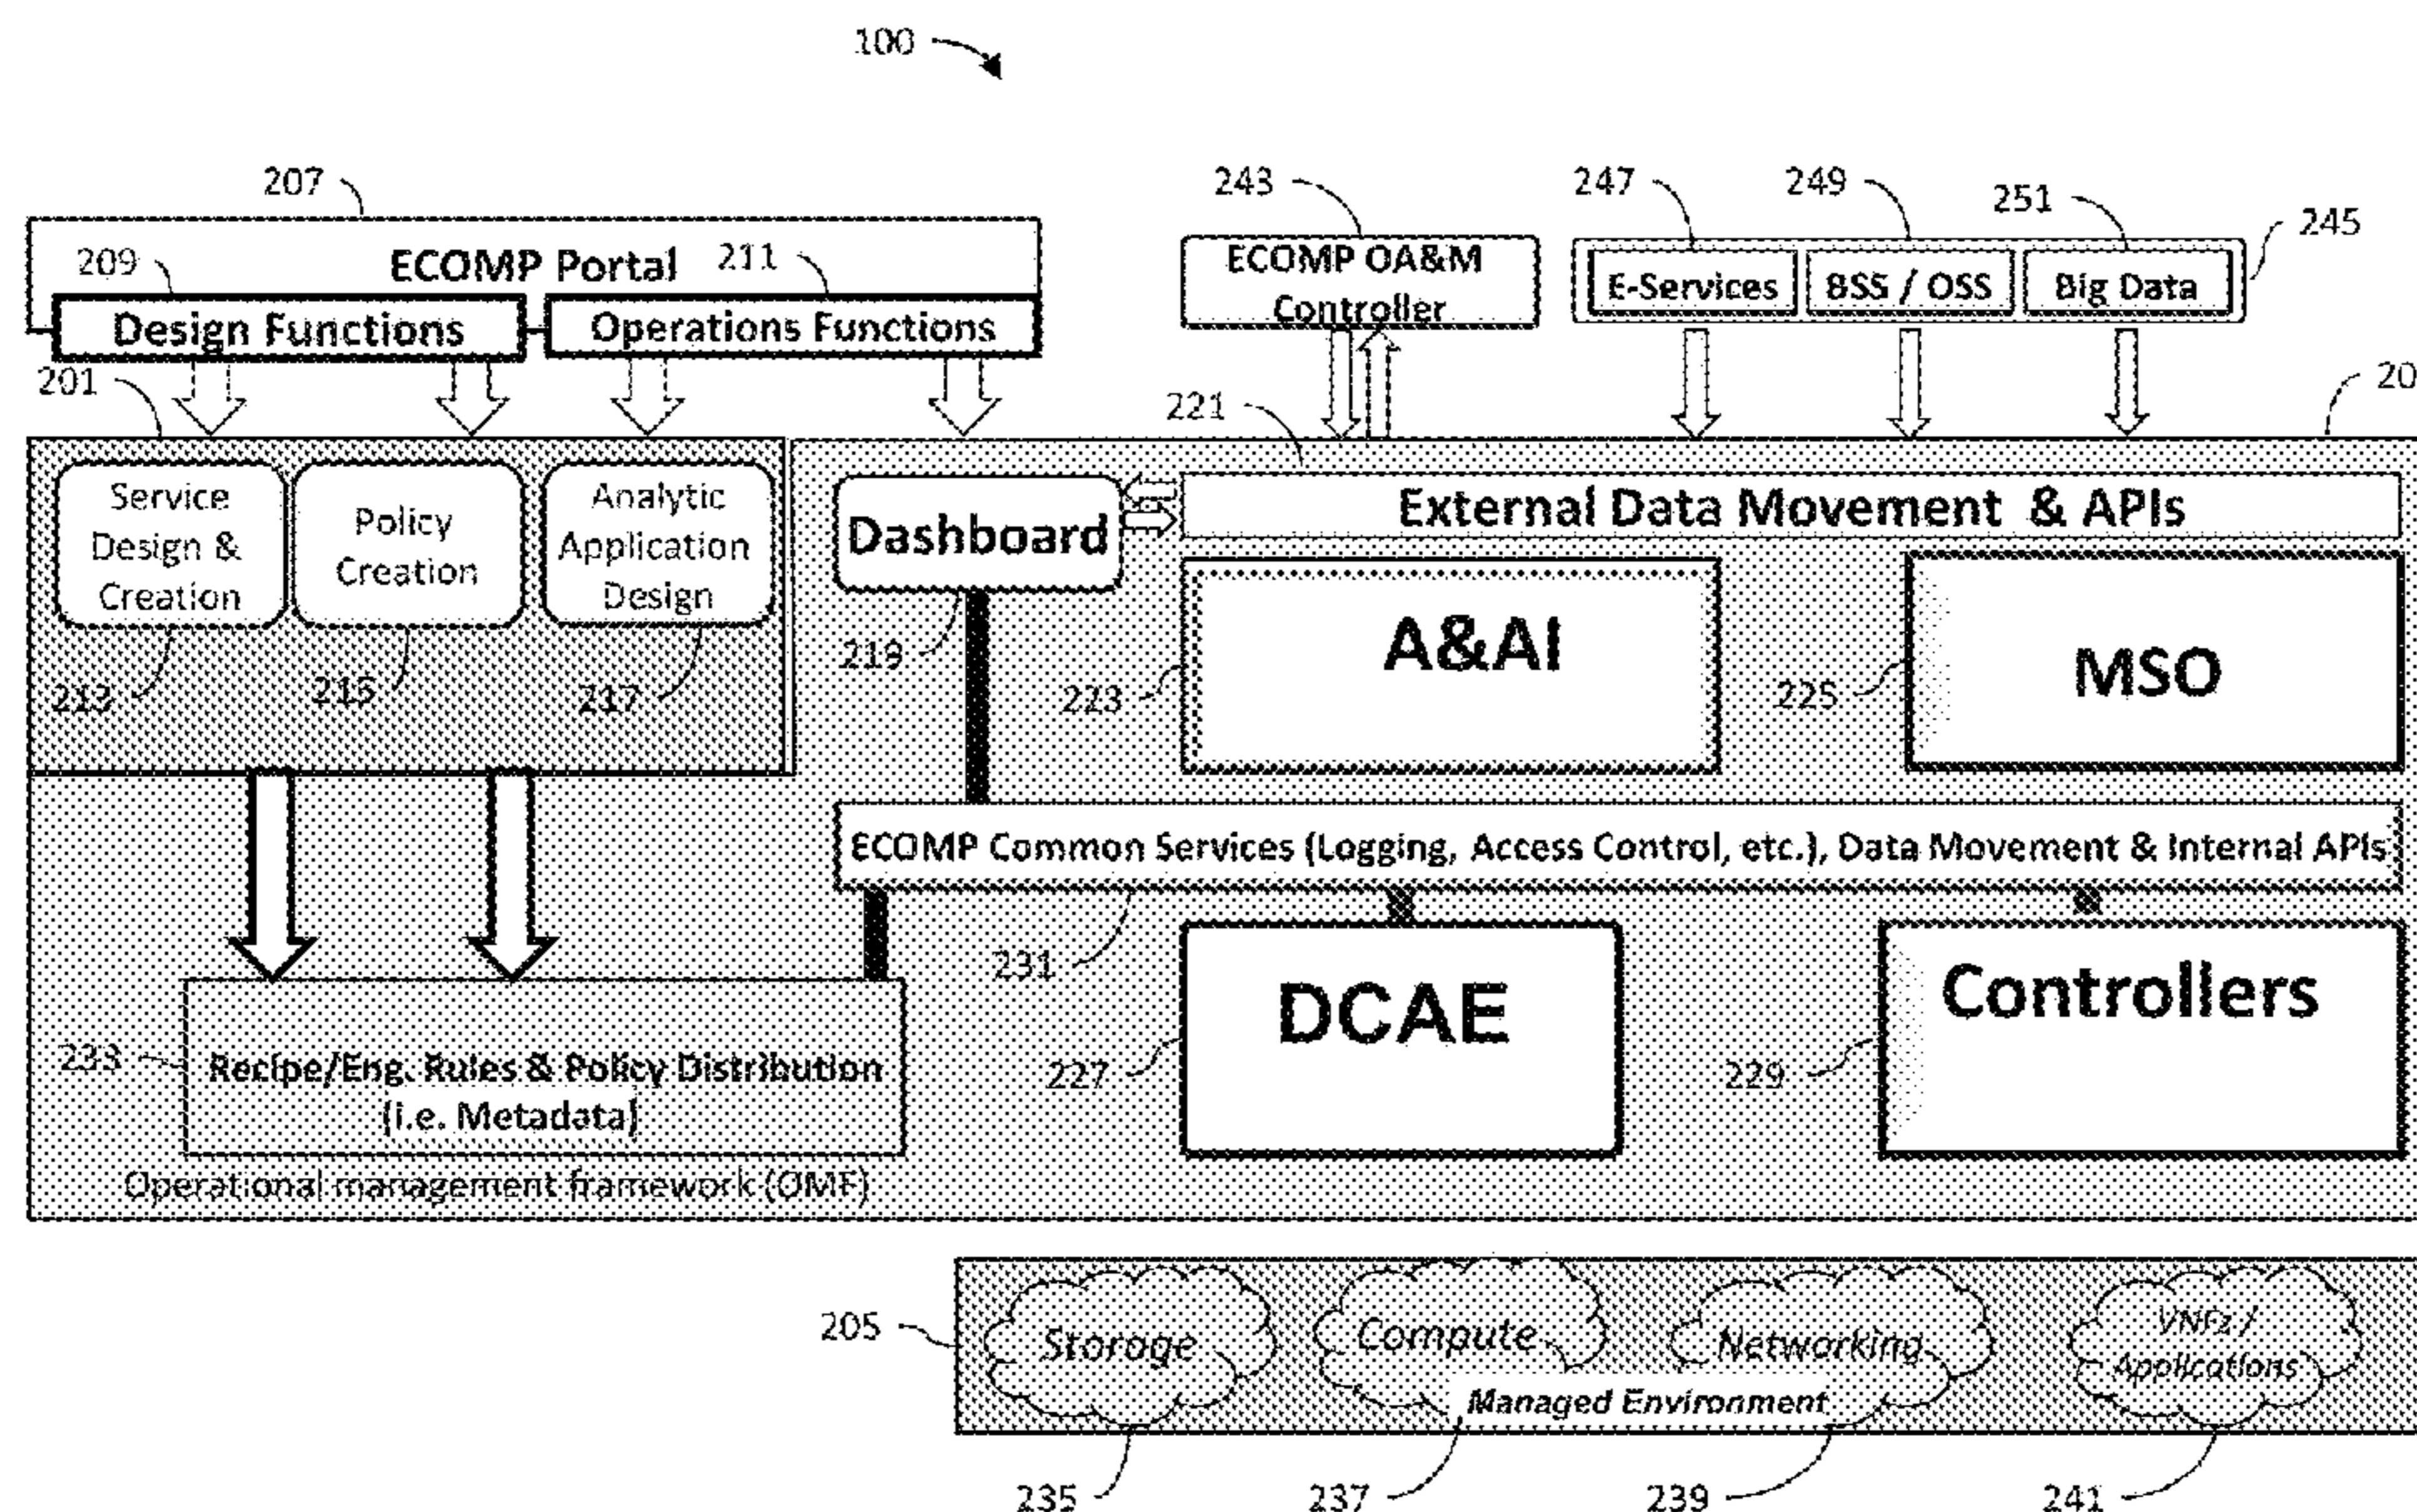 100
207
243
247
249
251
245
209
ECOMP Portal
211
Design Functions
Operations Functions
ECOMP OA&M
Controller
E-Services
BSS / OSS
Big Data
201
221
20
Service
Design &
Creation
Policy
Creation
Analytic
Application
Design
Dashboard
External Data Movement & APIs
A&AI
MSO
213
215
217
219
223
225
ECOMP Common Services (Logging, Access Control, etc.), Data Movement & Internal APIs
231
DCAE
Controllers
233
Recipe/Eng. Rules & Policy Distribution
(i.e. Metadata)
227
229
Operational management framework (OMF)
205
Storage
Compute
Networking
VNFs /
Applications
Managed Environment
235
237
239
241